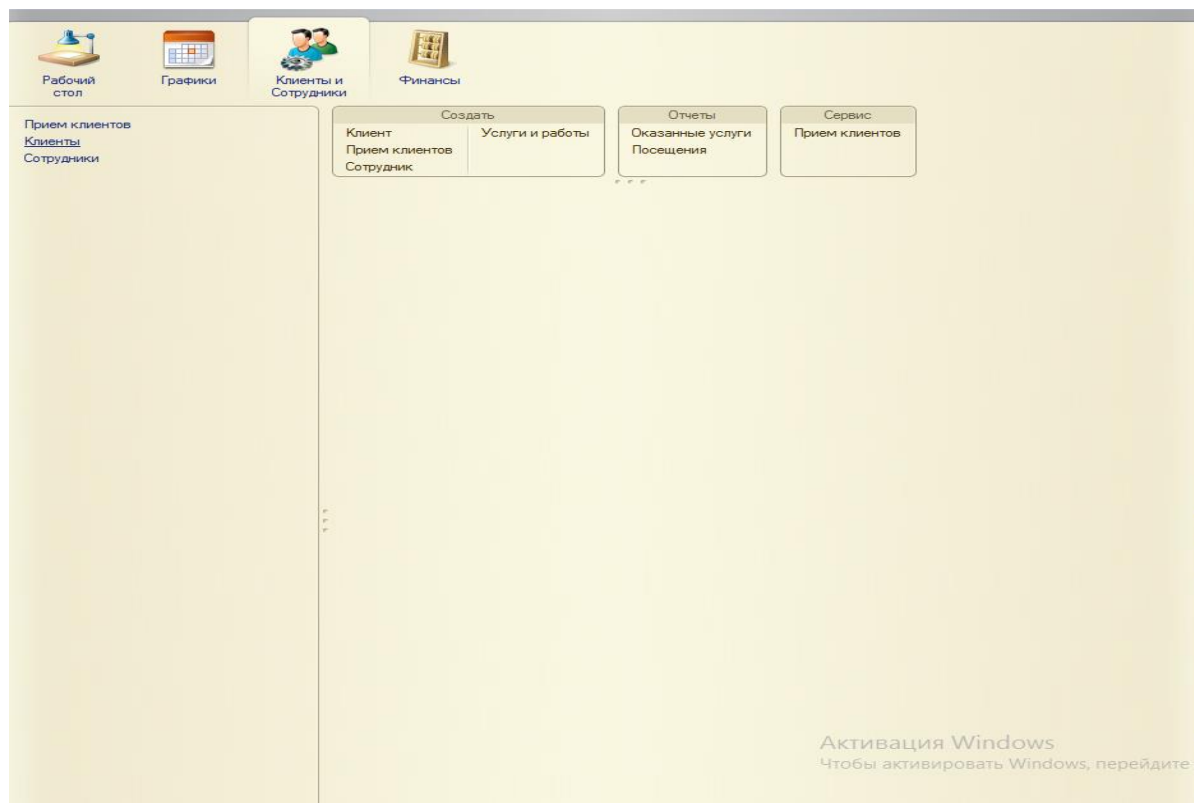 Рабочий
стол
Графики
Клиенты и
Сотрудники
Финансы
Прием клиентов
Клиенты
Сотрудники
Создать
Клиент
Прием клиентов
Сотрудник
Услуги и работы
Отчеты
Оказанные услуги
Посещения
Сервис
Прием клиентов
Активация Windows
Чтобы активировать Windows, перейдите